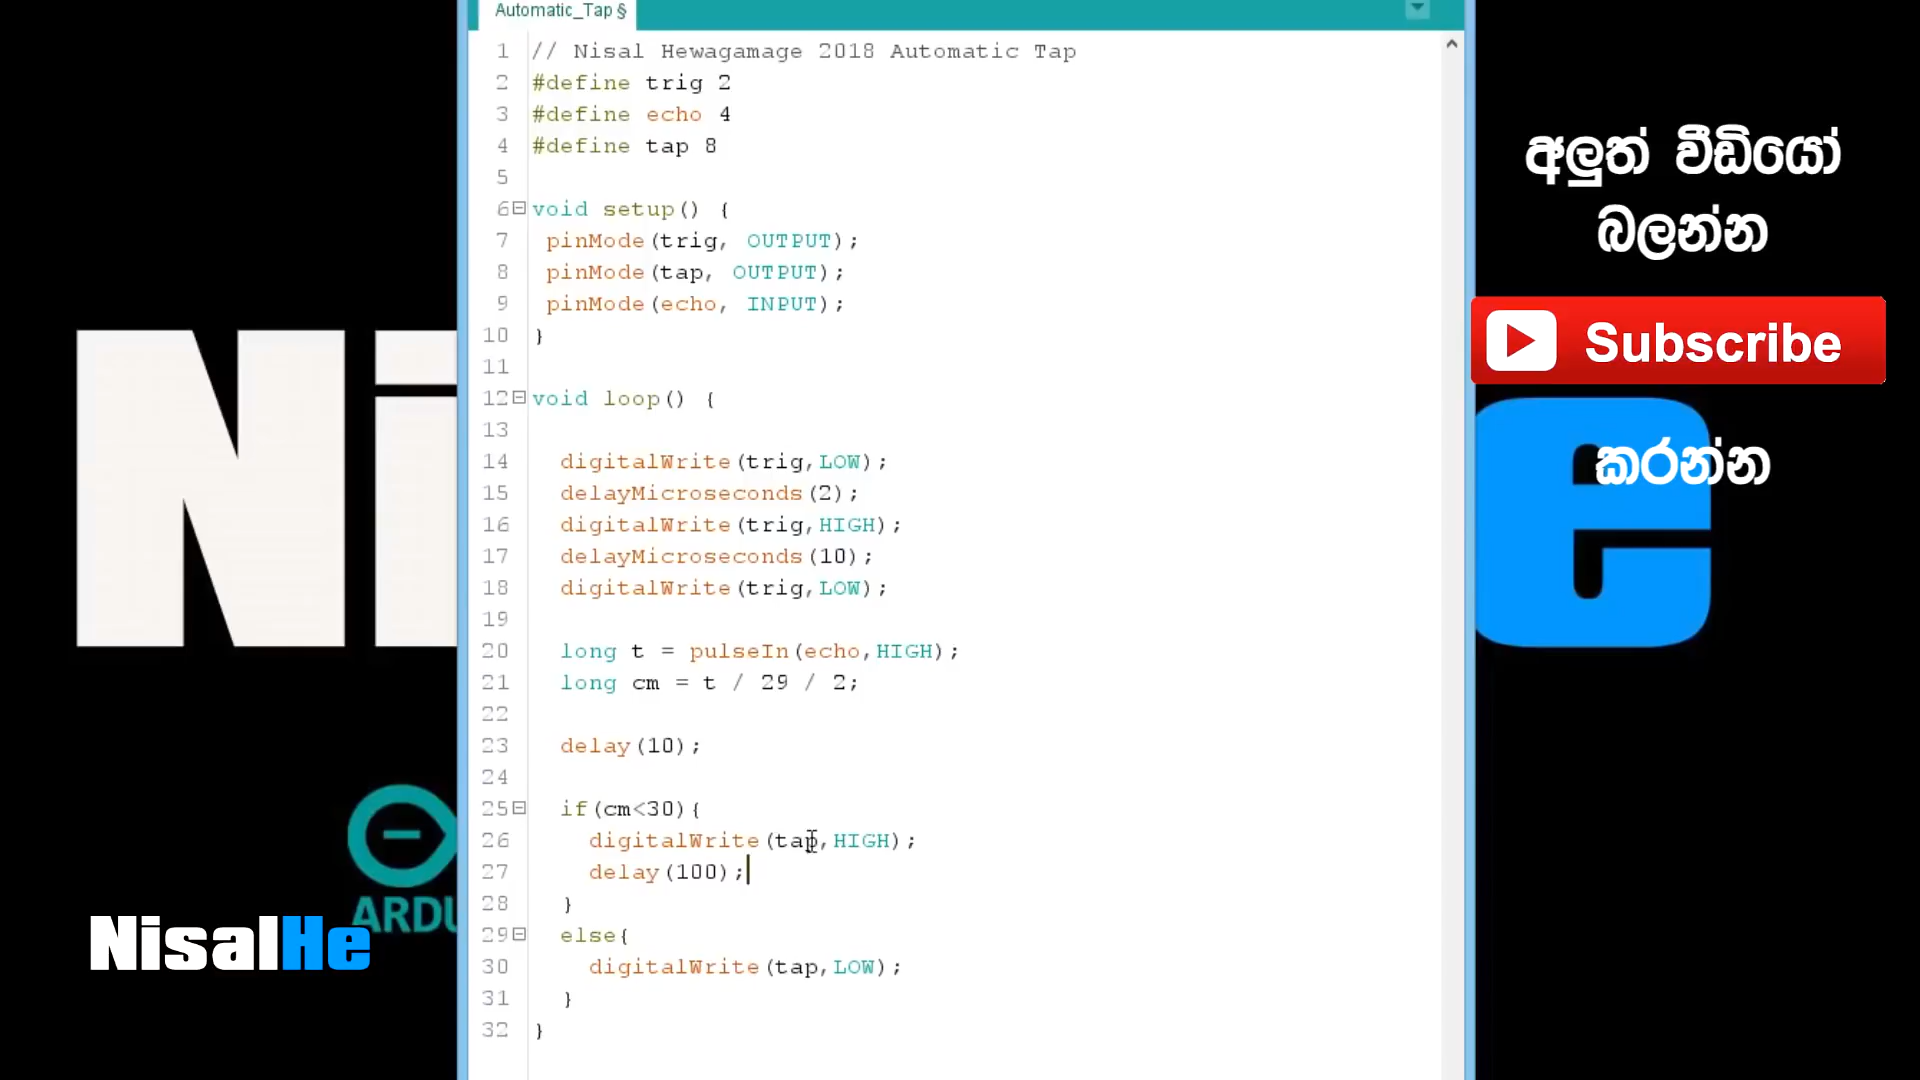 Automatic_Tap §
1 // Nisal Hewagamage 2018 Automatic Tap
2 #define trig 2
3 #define echo 4
4 #define tap 8
5
6 void setup() {
7 pinMode(trig, OUTPUT);
8 pinMode(tap, OUTPUT);
9 pinMode(echo, INPUT);
10 }
11
12 void loop() {
13
14 digitalWrite(trig,LOW);
15 delayMicroseconds(2);
16 digitalWrite(trig,HIGH);
17 delayMicroseconds(10);
18 digitalWrite(trig,LOW);
19
20 long t = pulseIn(echo,HIGH);
21 long cm = t / 29 / 2;
22
23 delay(10);
24
25 if(cm<30){
26 digitalWrite(tap,HIGH);
27 delay(100);
28 }
29 else{
30 digitalWrite(tap,LOW);
31 }
32 }
අලුත් වීඩියෝ
බලන්න
Subscribe
කරන්න
Ni
e
ARDU
NisalHe